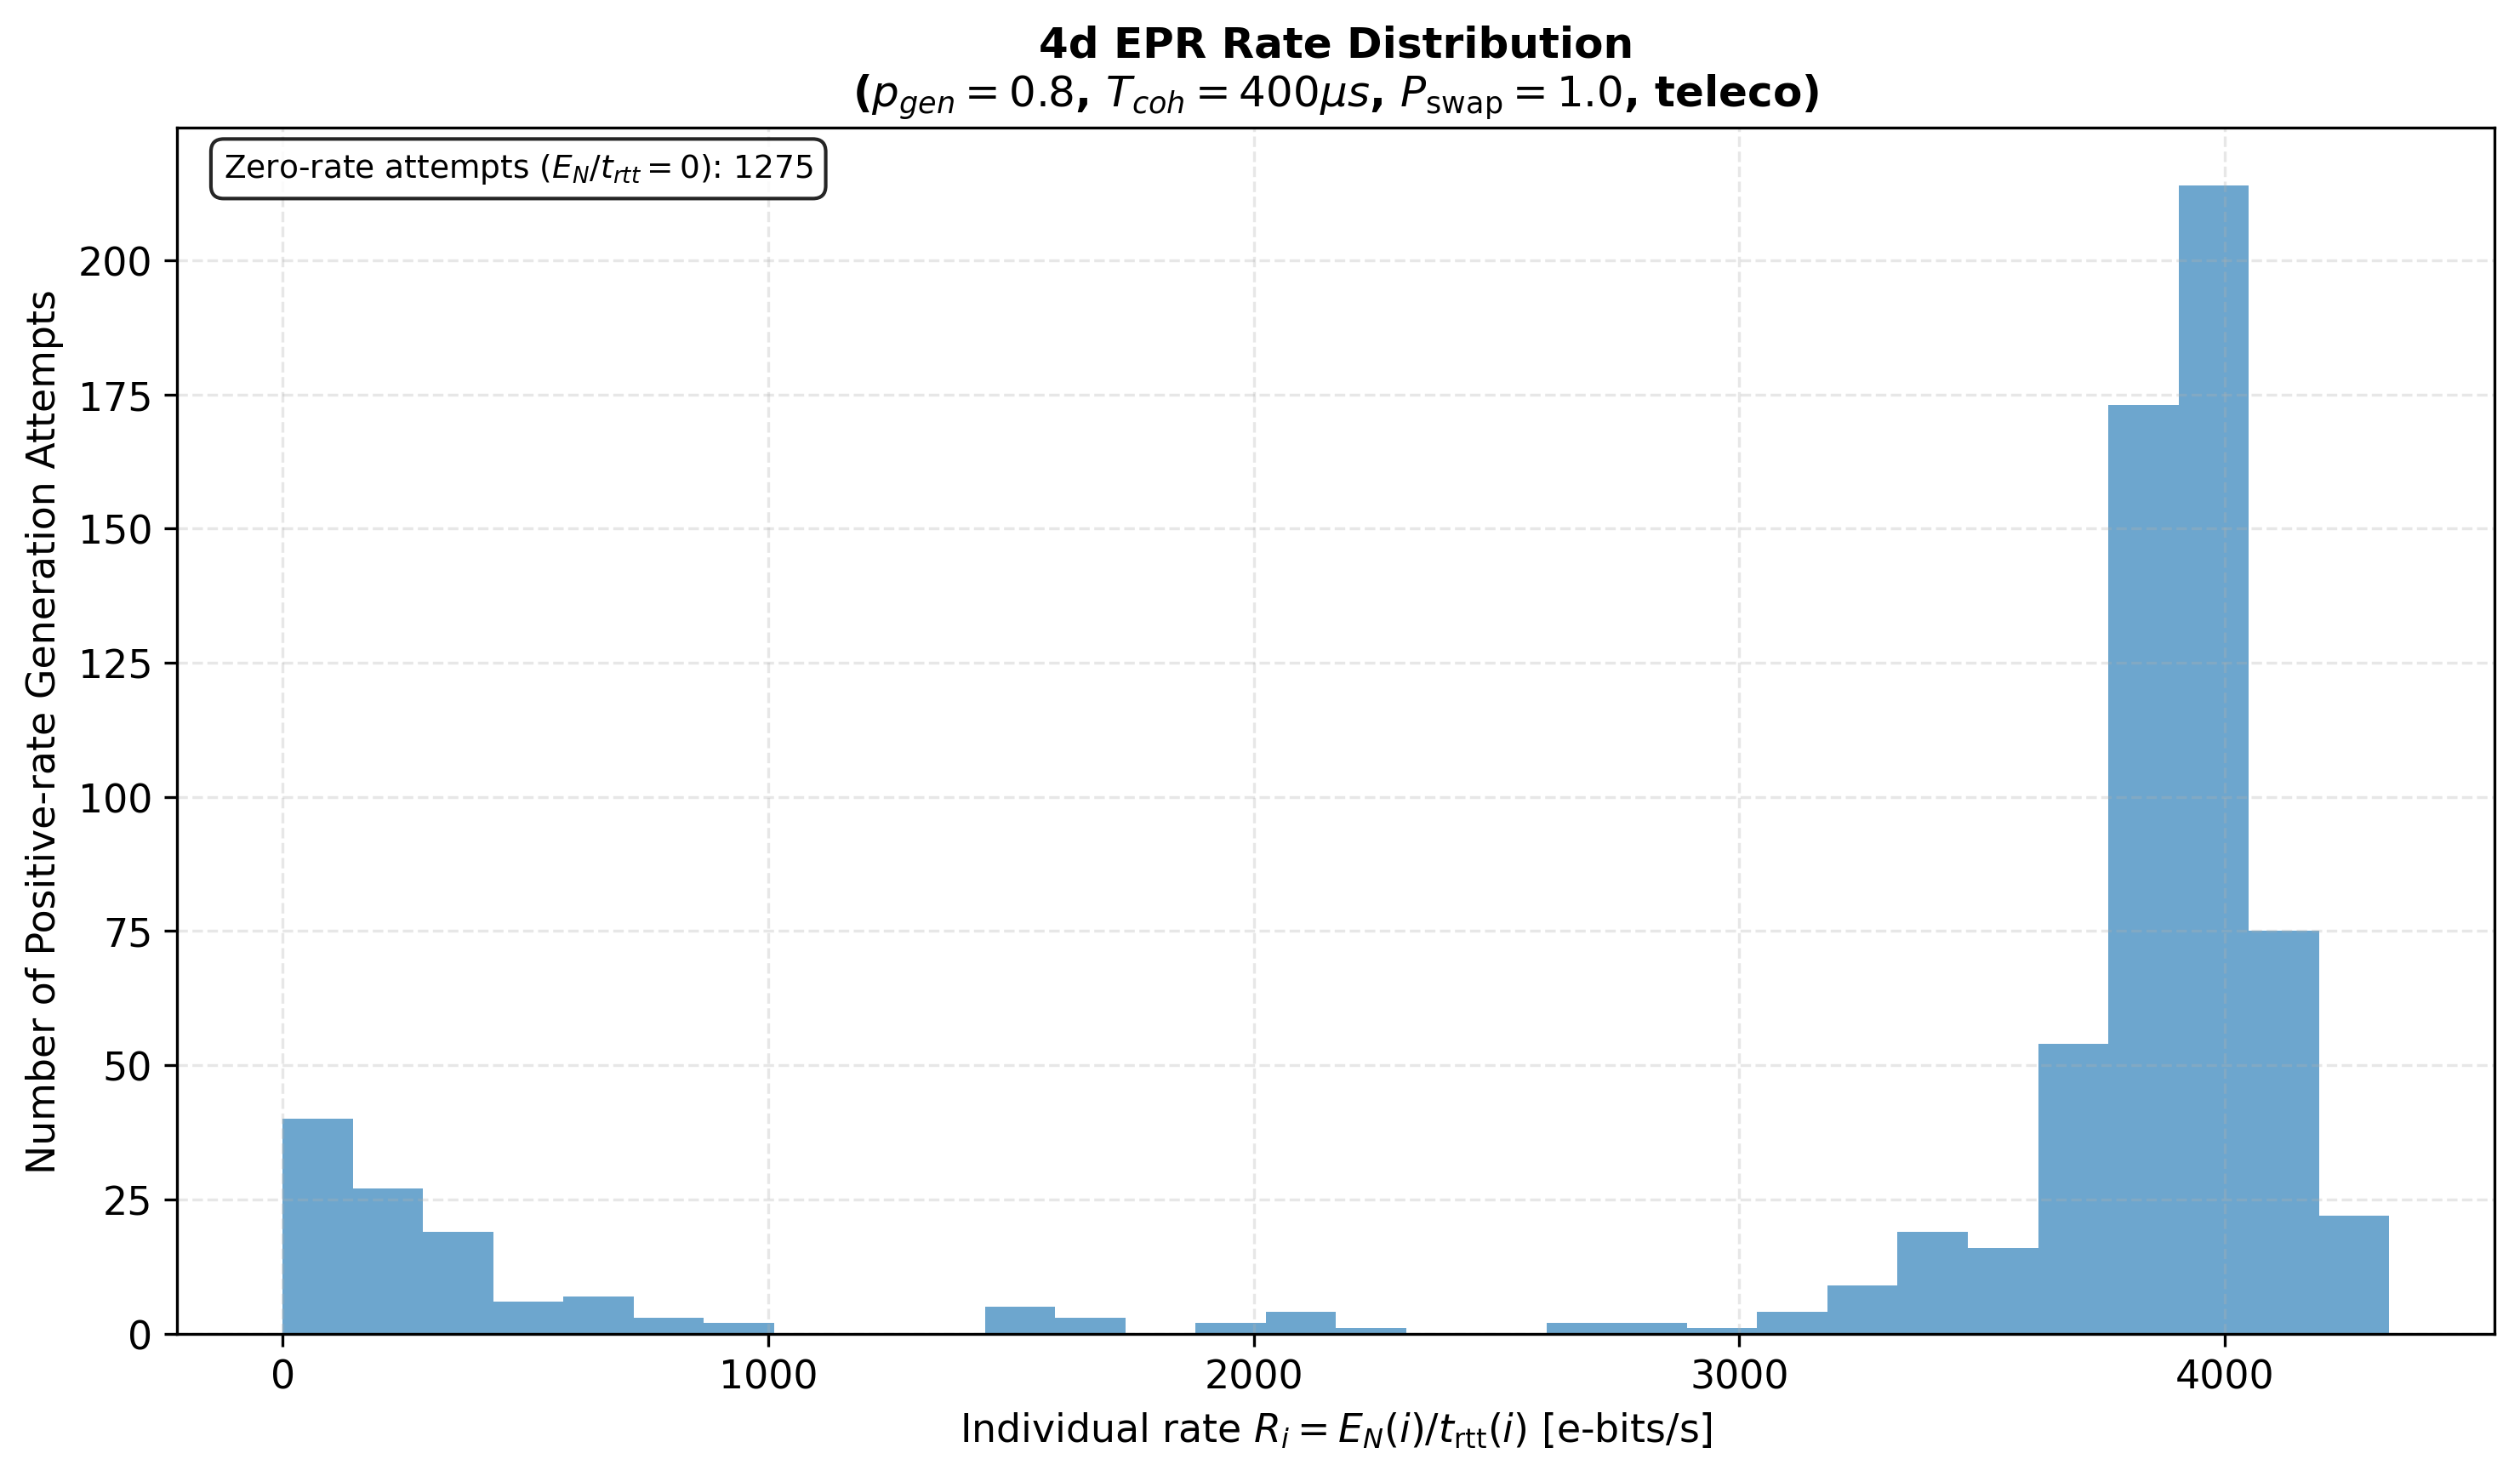 4d EPR Rate Distribution
(p_gen = 0.8, T_coh = 400μs, P_swap = 1.0, teleco)
Zero-rate attempts (E_N/t_rtt = 0): 1275
Number of Positive-rate Generation Attempts
200
175
150
125
100
75
50
25
0
0 1000 2000 3000 4000
Individual rate R_i = E_N(i)/t_rtt(i) [e-bits/s]